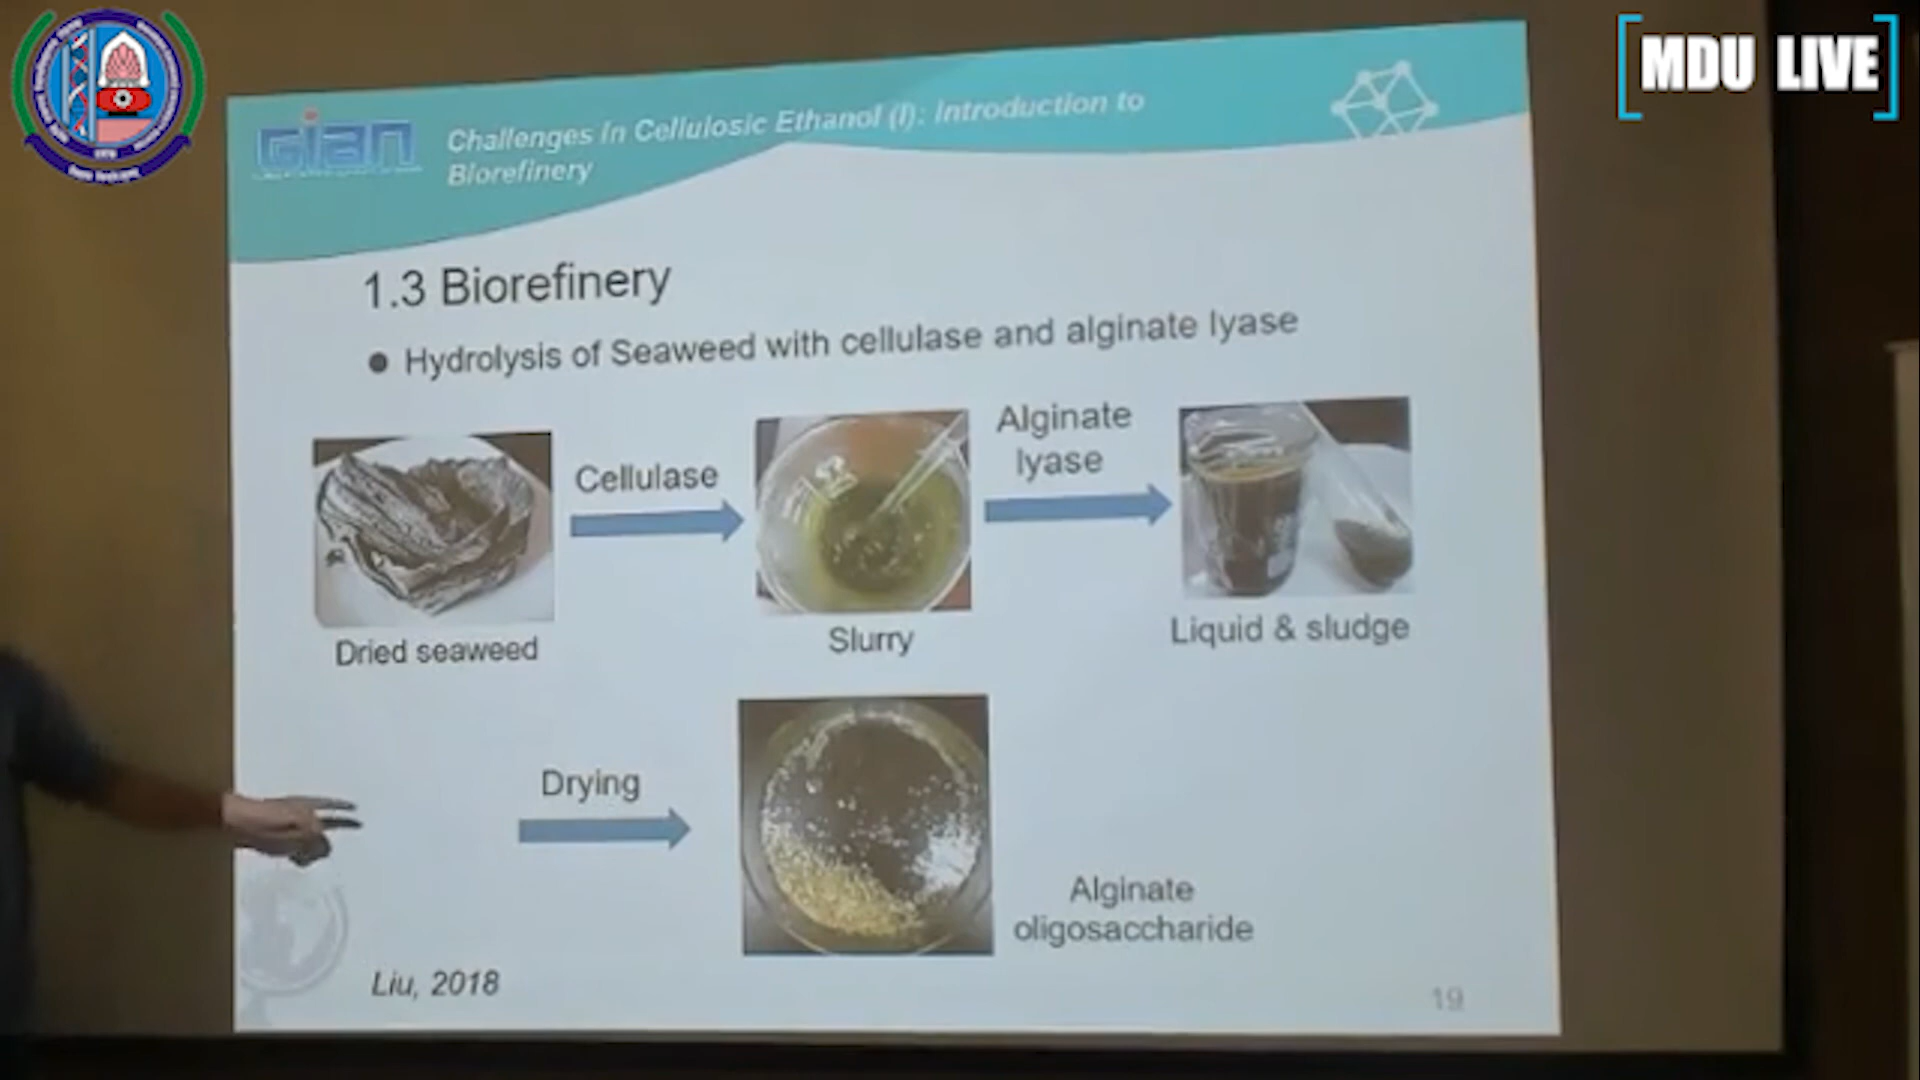 MDU LIVE
GIAN
Challenges in Cellulosic Ethanol (I): Introduction to
Biorefinery
1.3 Biorefinery
● Hydrolysis of Seaweed with cellulase and alginate lyase
Cellulase
Alginate
lyase
Dried seaweed
Slurry
Liquid & sludge
Drying
Alginate
oligosaccharide
Liu, 2018
19